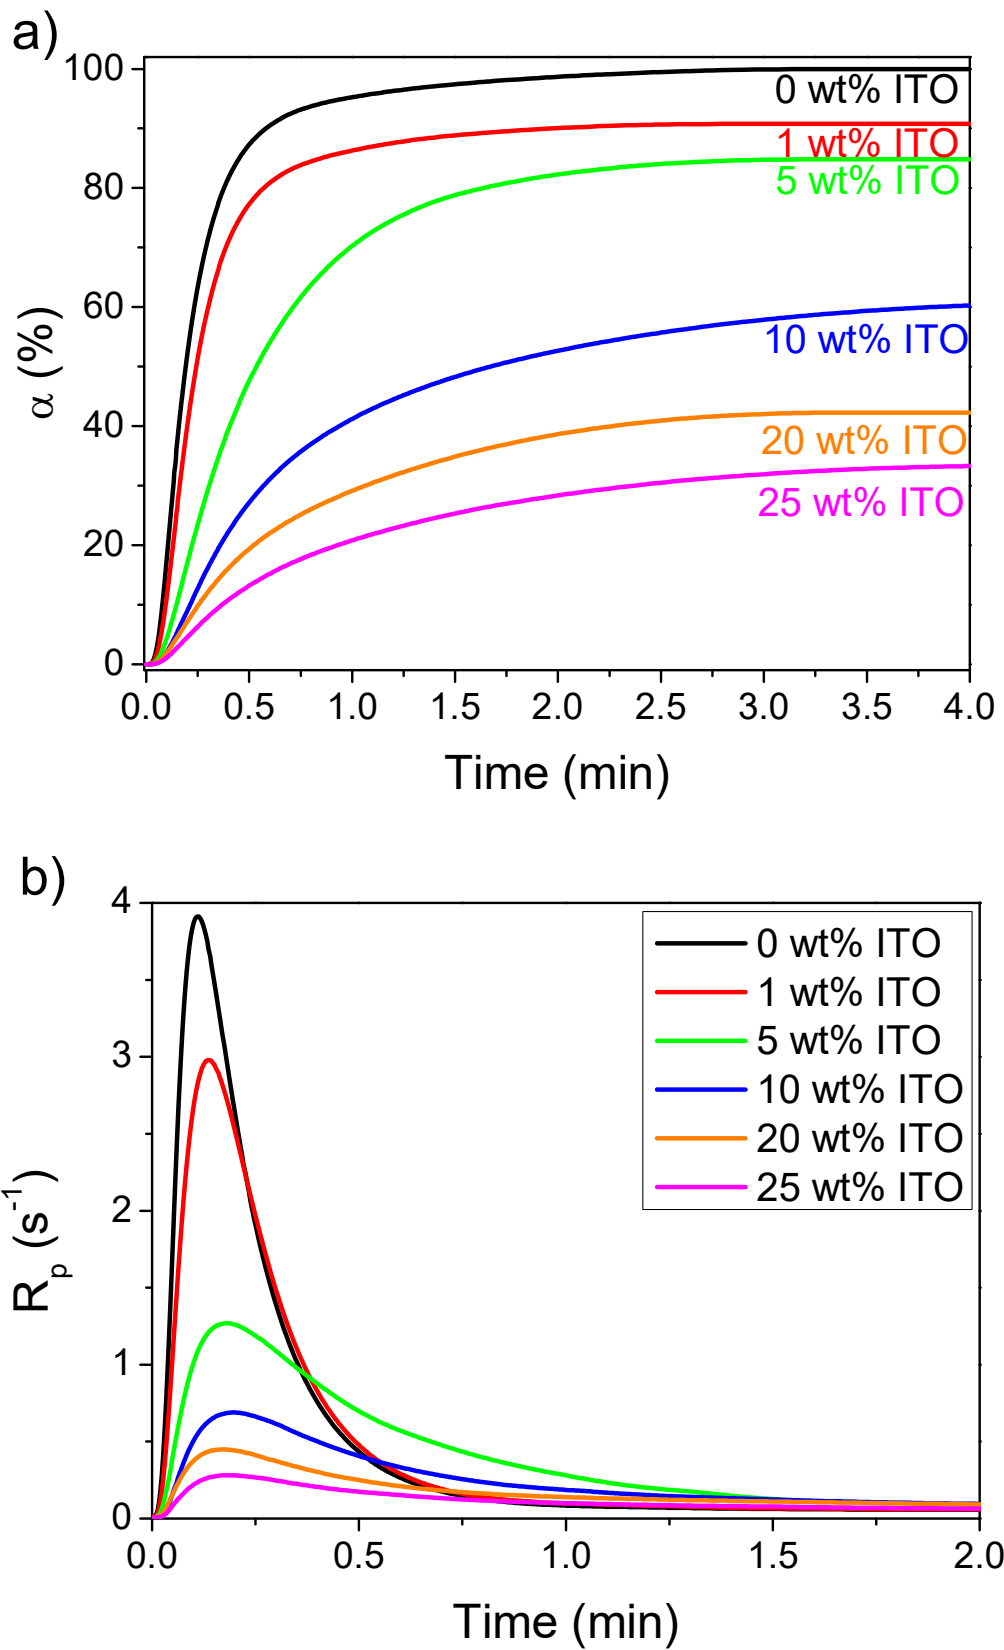 a)
100
80
60
40
20
0
α (%)
0 wt% ITO
1 wt% ITO
5 wt% ITO
10 wt% ITO
20 wt% ITO
25 wt% ITO
0.0 0.5 1.0 1.5 2.0 2.5 3.0 3.5 4.0
Time (min)
b)
4
3
2
1
0
Rp (s-1)
0 wt% ITO
1 wt% ITO
5 wt% ITO
10 wt% ITO
20 wt% ITO
25 wt% ITO
0.0 0.5 1.0 1.5 2.0
Time (min)